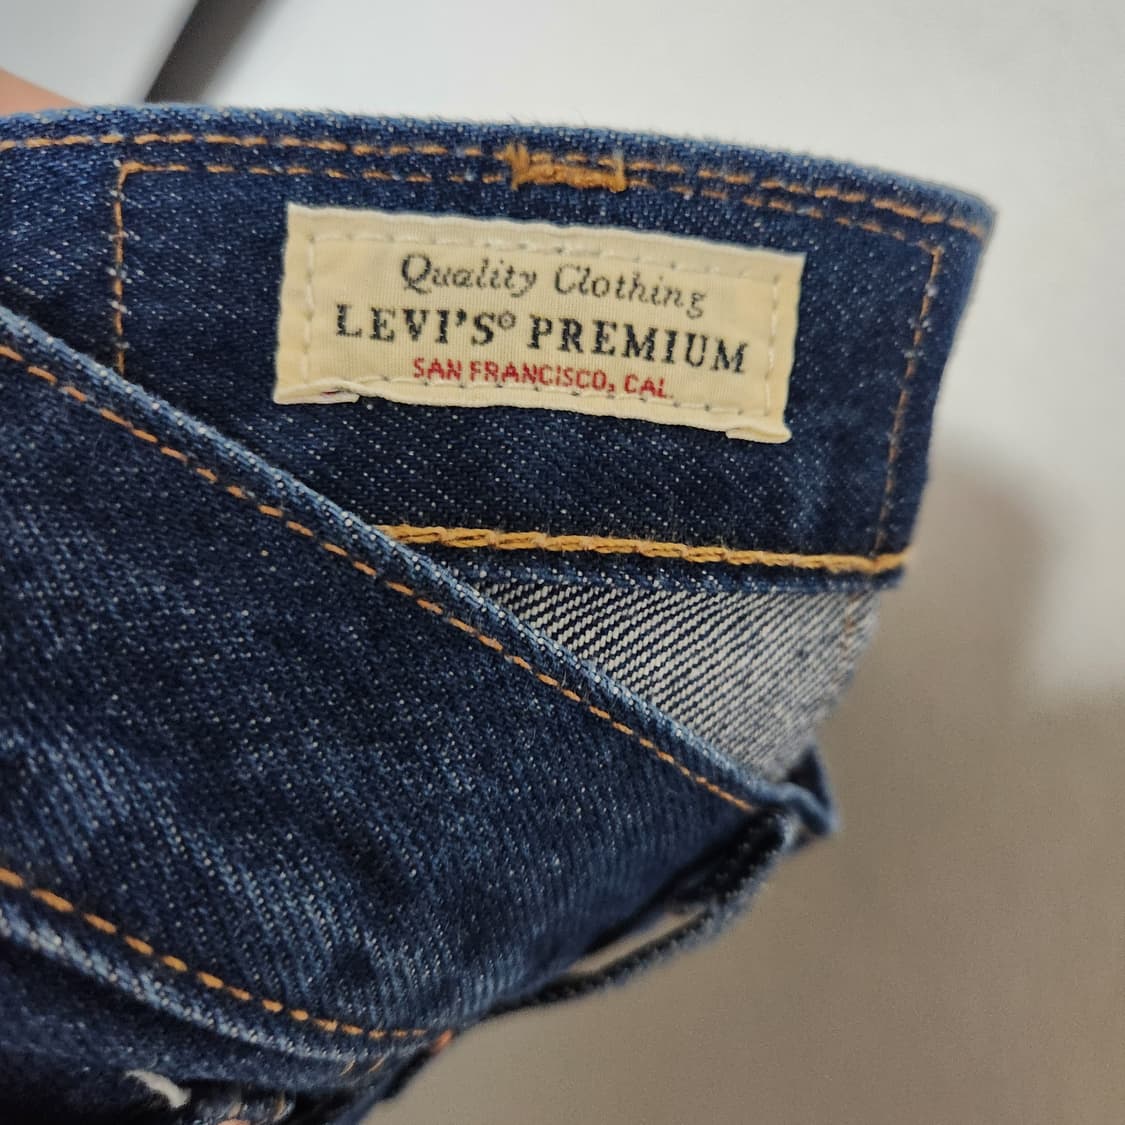 Quality Clothing
LEVI'S® PREMIUM
SAN FRANCISCO, CAL.